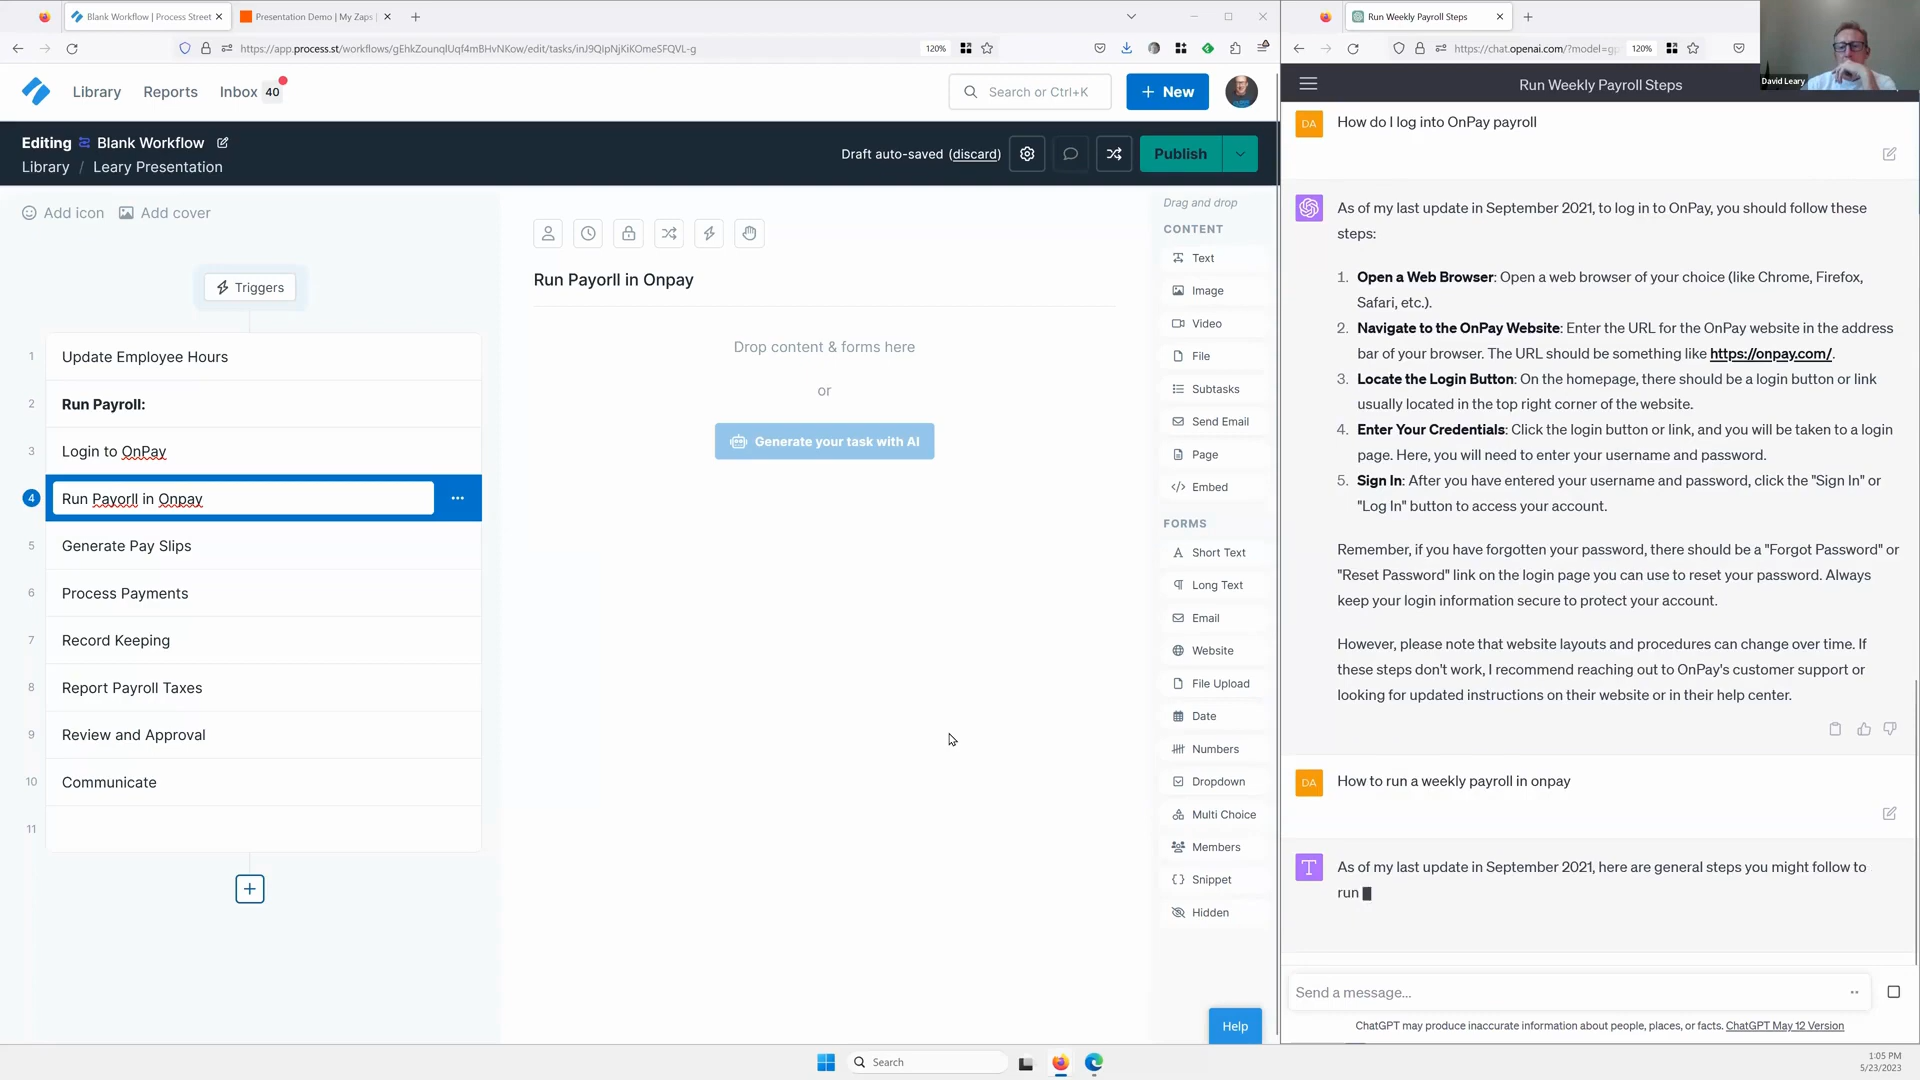 Blank Workflow | Process Street
Presentation Demo | My Zaps |
https://app.process.st/workflows/gEhkZounqlUqf4mBHvNKow/edit/tasks/inJ9QIpNjKiKOmeSFQVL-g
120%
Library
Reports
Inbox 40
Search or Ctrl+K
+ New
Editing Blank Workflow
Library / Leary Presentation
Draft auto-saved (discard)
Publish
Add icon
Add cover
Triggers
1 Update Employee Hours
2 Run Payroll:
3 Login to OnPay
4 Run Payorll in Onpay
5 Generate Pay Slips
6 Process Payments
7 Record Keeping
8 Report Payroll Taxes
9 Review and Approval
10 Communicate
11
Run Payorll in Onpay
Drop content & forms here
or
Generate your task with AI
Drag and drop
CONTENT
Text
Image
Video
File
Subtasks
Send Email
Page
Embed
FORMS
Short Text
Long Text
Email
Website
File Upload
Date
Numbers
Dropdown
Multi Choice
Members
Snippet
Hidden
Help
Run Weekly Payroll Steps
https://chat.openai.com/?model=gp
120%
David Leary
Run Weekly Payroll Steps
DA How do I log into OnPay payroll
As of my last update in September 2021, to log in to OnPay, you should follow these
steps:
1. Open a Web Browser: Open a web browser of your choice (like Chrome, Firefox,
Safari, etc.).
2. Navigate to the OnPay Website: Enter the URL for the OnPay website in the address
bar of your browser. The URL should be something like https://onpay.com/.
3. Locate the Login Button: On the homepage, there should be a login button or link
usually located in the top right corner of the website.
4. Enter Your Credentials: Click the login button or link, and you will be taken to a login
page. Here, you will need to enter your username and password.
5. Sign In: After you have entered your username and password, click the "Sign In" or
"Log In" button to access your account.
Remember, if you have forgotten your password, there should be a "Forgot Password" or
"Reset Password" link on the login page you can use to reset your password. Always
keep your login information secure to protect your account.
However, please note that website layouts and procedures can change over time. If
these steps don't work, I recommend reaching out to OnPay's customer support or
looking for updated instructions on their website or in their help center.
DA How to run a weekly payroll in onpay
T As of my last update in September 2021, here are general steps you might follow to
run
Send a message...
ChatGPT may produce inaccurate information about people, places, or facts. ChatGPT May 12 Version
Search
1:05 PM
5/23/2023